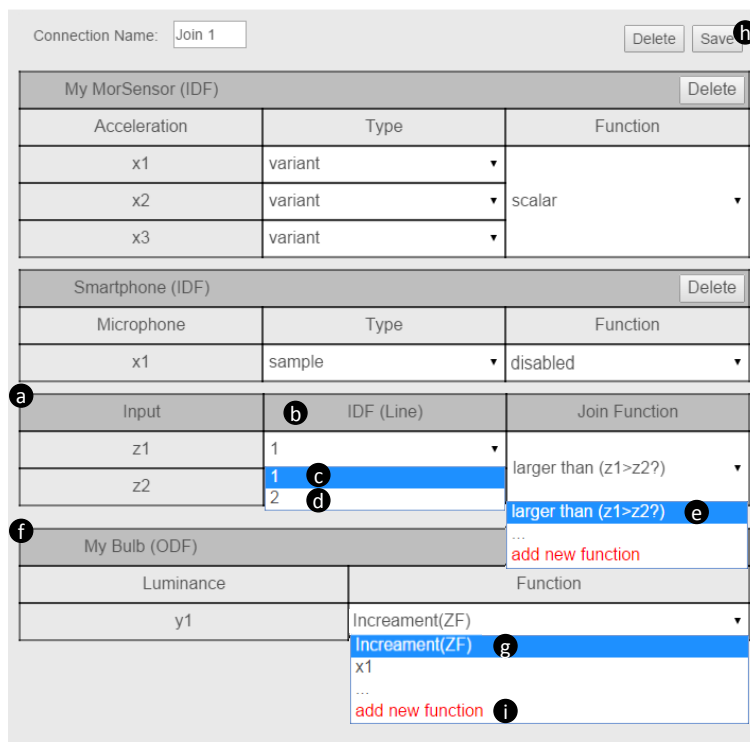 Connection Name: Join 1 Delete Save h
My MorSensor (IDF) Delete
Acceleration Type Function
x1 variant
x2 variant scalar
x3 variant
Smartphone (IDF) Delete
Microphone Type Function
x1 sample disabled
a
Input b IDF (Line) Join Function
z1 1
larger than (z1>z2?)
z2 1 c
2 d
larger than (z1>z2?) e
...
add new function
f
My Bulb (ODF)
Luminance Function
y1 Increament(ZF)
Increament(ZF) g
x1
...
add new function i